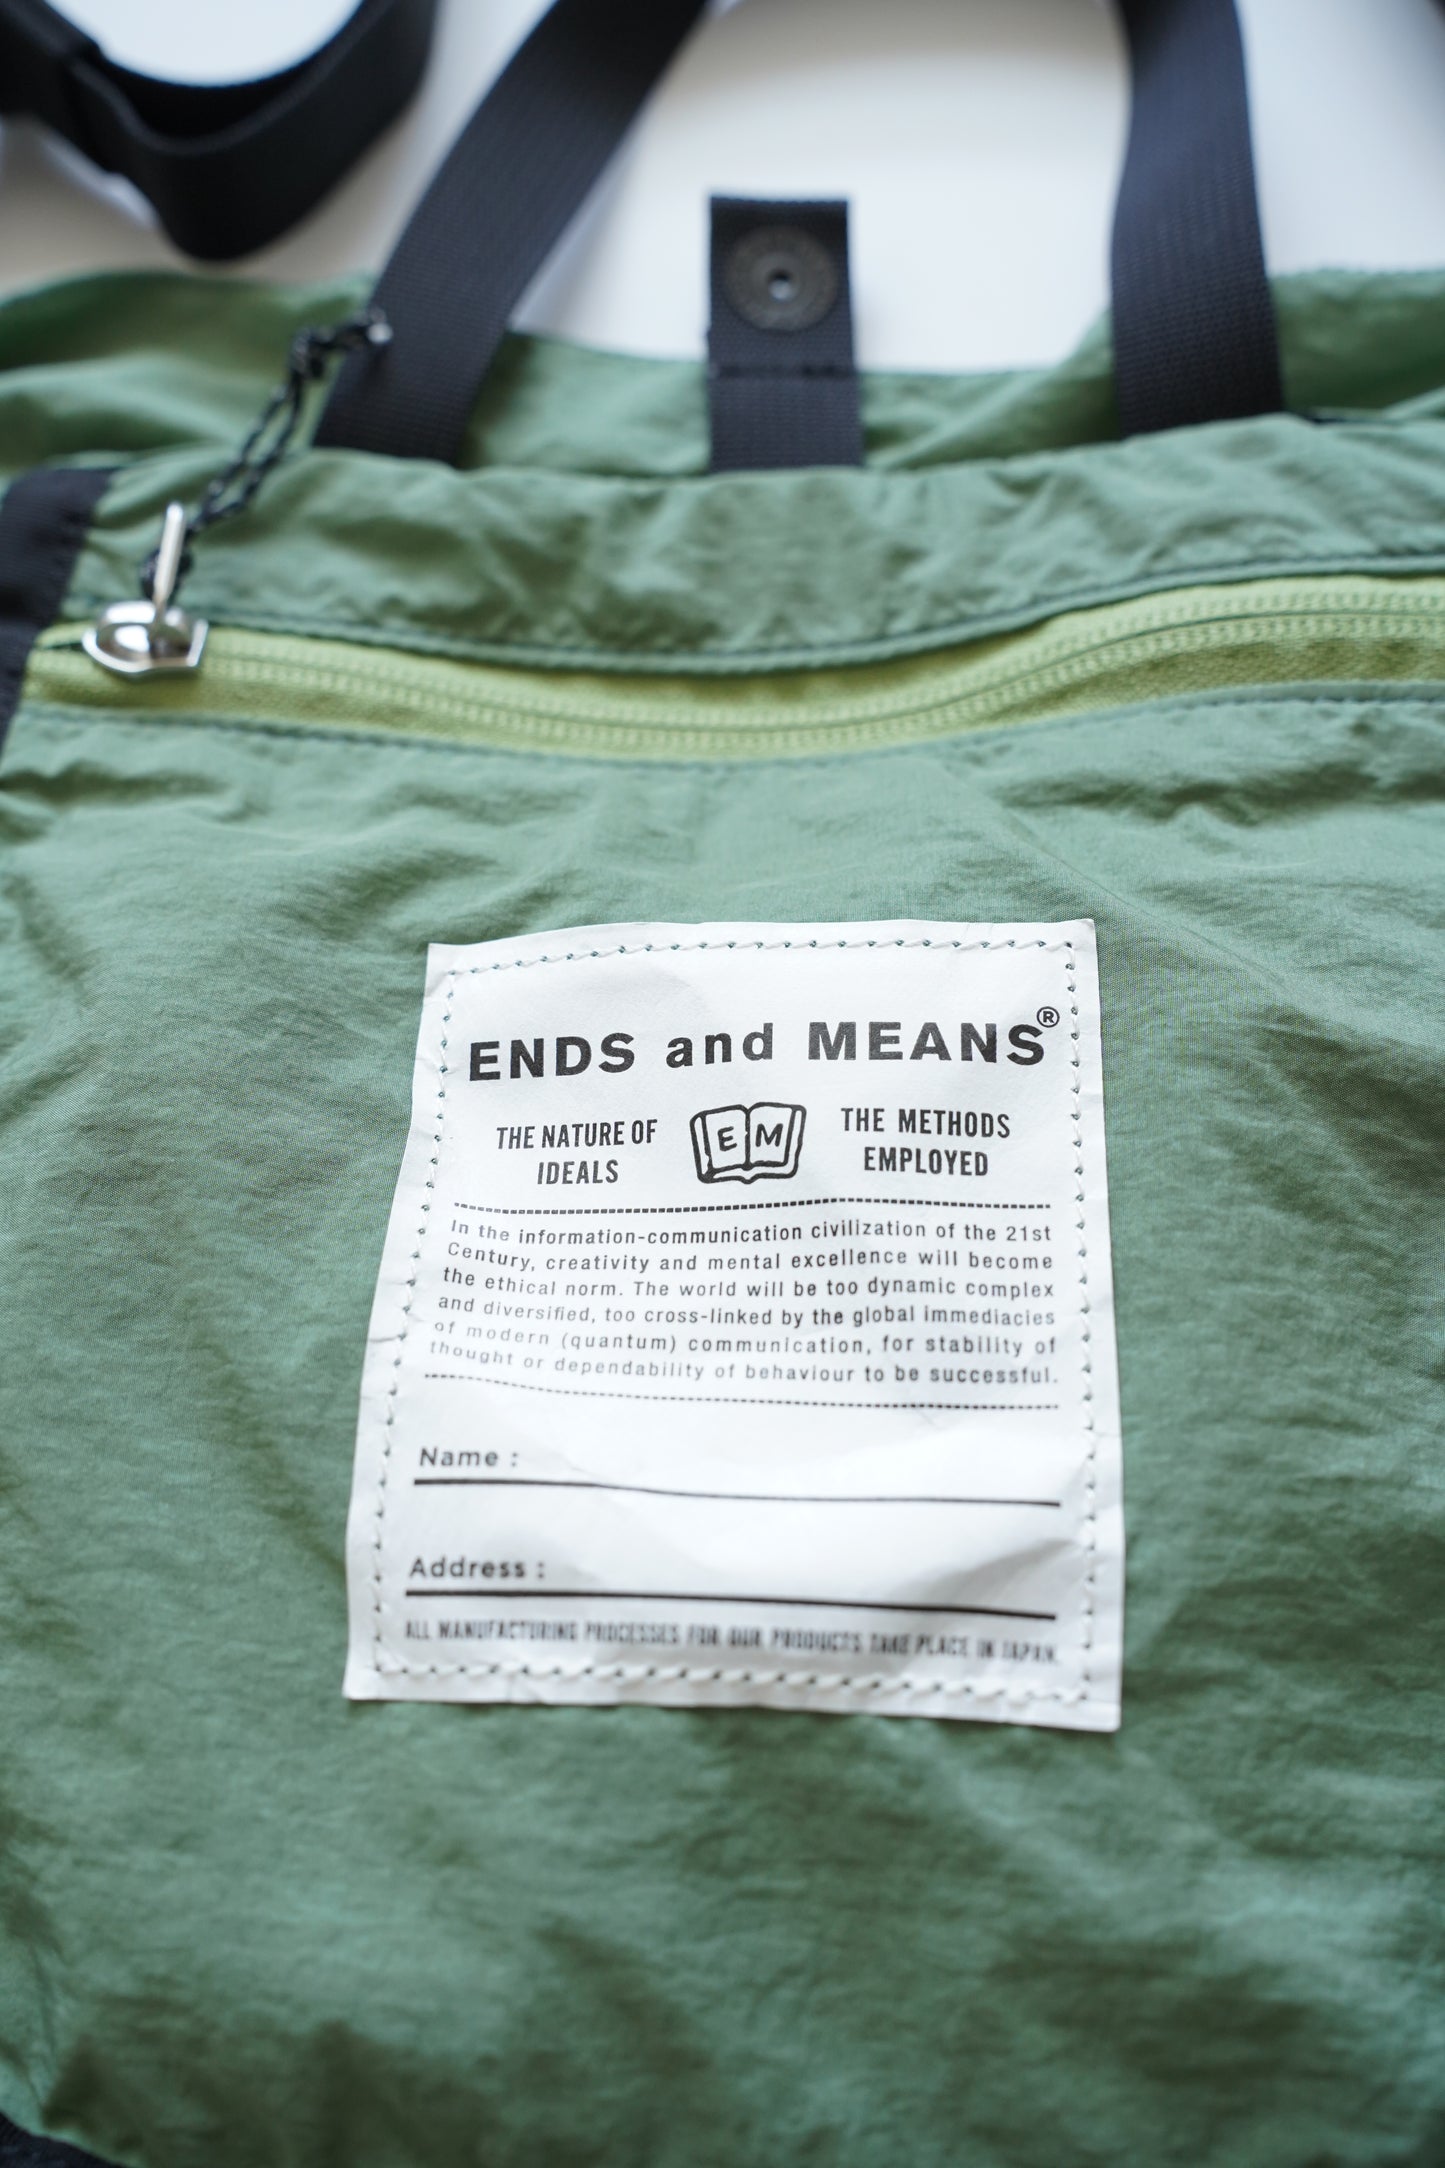 ENDS and MEANS®
THE NATURE OF
IDEALS
EM
THE METHODS
EMPLOYED
In the information-communication civilization of the 21st
Century, creativity and mental excellence will become
the ethical norm. The world will be too dynamic complex
and diversified, too cross-linked by the global immediacies
of modern (quantum) communication, for stability of
thought or dependability of behaviour to be successful.
Name :
Address :
ALL MANUFACTURING PROCESSES FOR OUR PRODUCTS TAKE PLACE IN JAPAN.